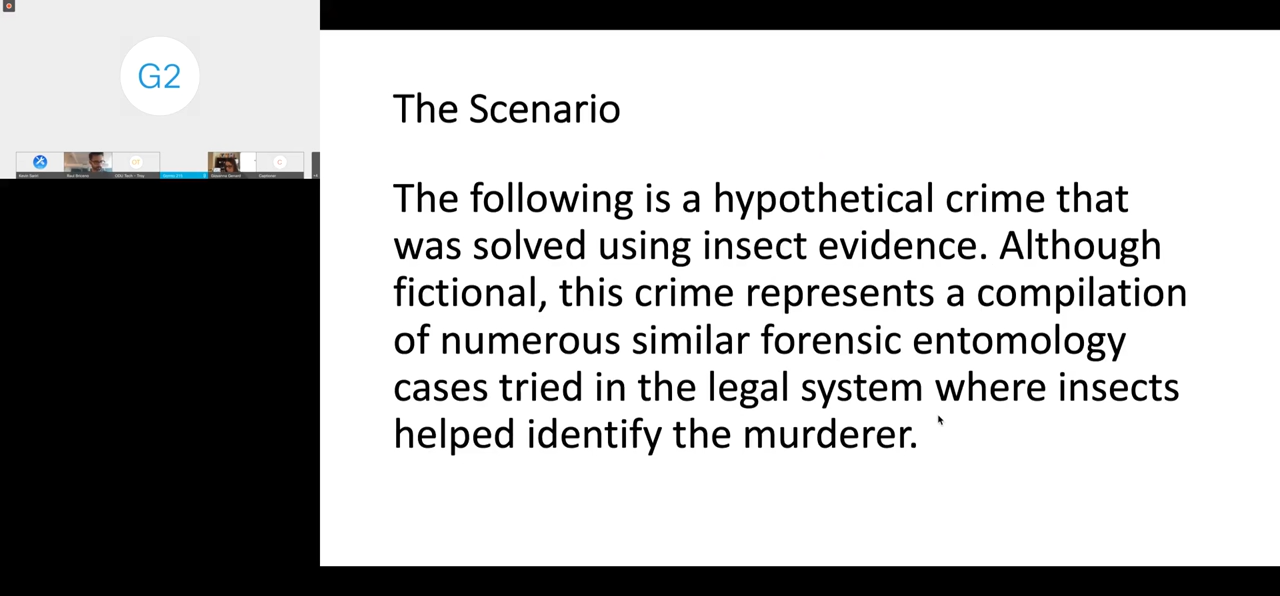 G2
The Scenario
The following is a hypothetical crime that
was solved using insect evidence. Although
fictional, this crime represents a compilation
of numerous similar forensic entomology
cases tried in the legal system where insects
helped identify the murderer.